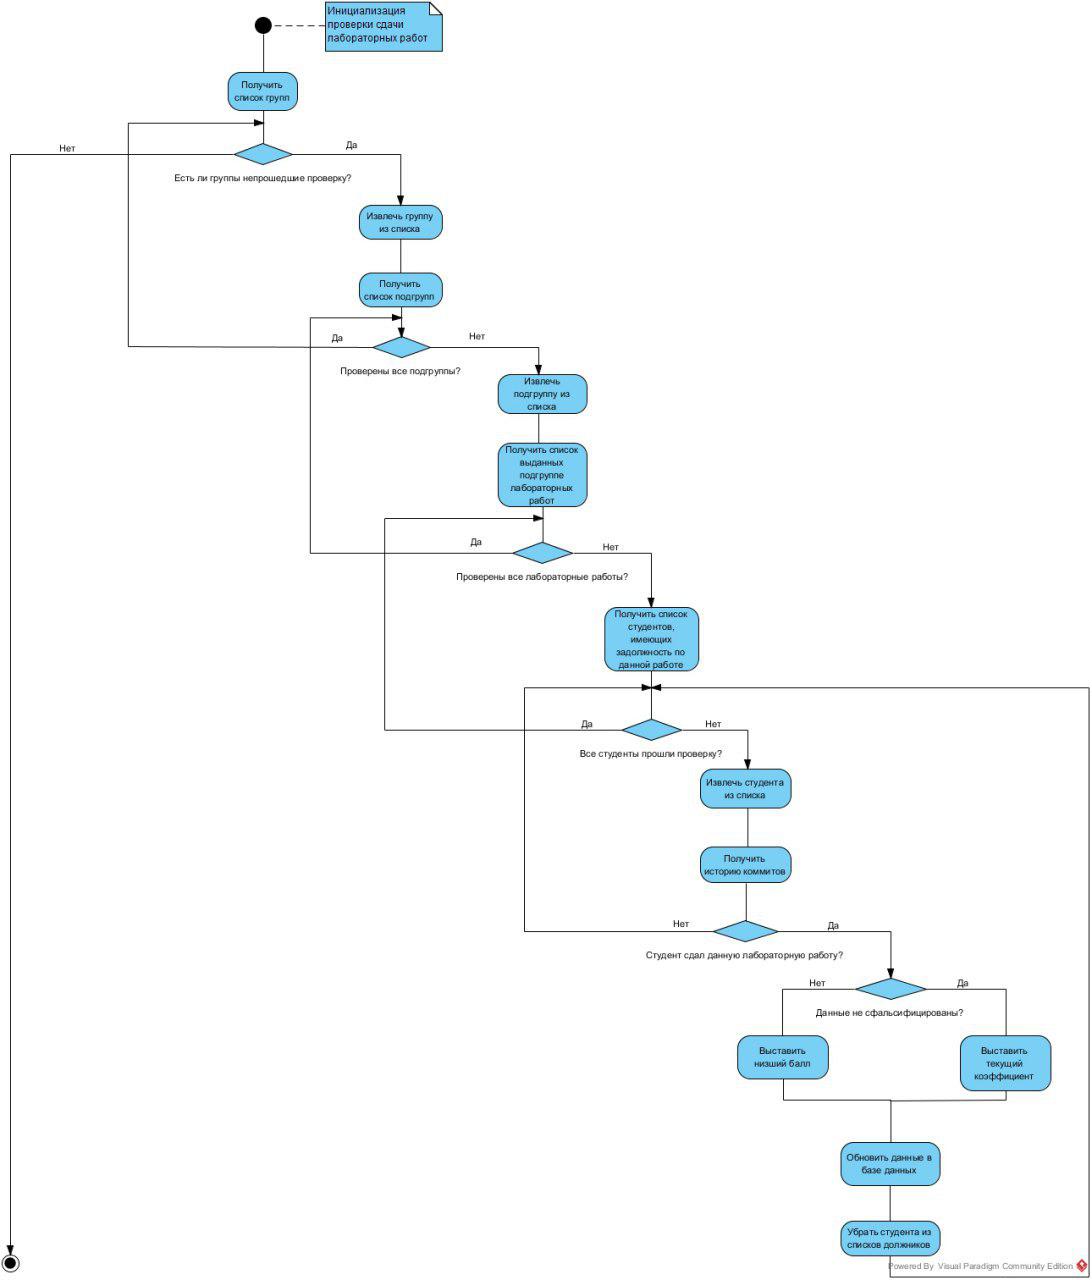 Инициализация
проверки сдачи
лабораторных работ
Получить
список групп
Нет
Да
Есть ли группы непрошедшие проверку?
Извлечь группу
из списка
Получить
список подгрупп
Да
Нет
Проверены все подгруппы?
Извлечь
подгруппу из
списка
Получить список
выданных
подгруппе
лабораторных
работ
Да
Нет
Проверены все лабораторные работы?
Получить список
студентов,
имеющих
задолжность по
данной работе
Да
Нет
Все студенты прошли проверку?
Извлечь студента
из списка
Получить
историю коммитов
Нет
Да
Студент сдал данную лабораторную работу?
Нет
Да
Данные не сфальсифицированы?
Выставить
низший балл
Выставить
текущий
коэффициент
Обновить данные в
базе данных
Убрать студента из
списков должников
Powered By Visual Paradigm Community Edition